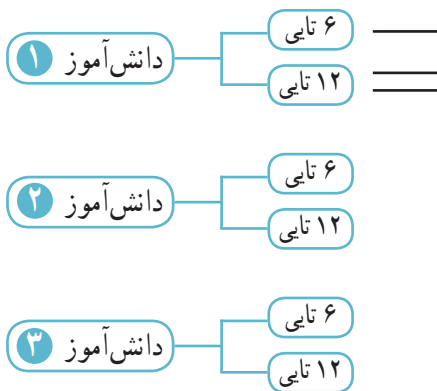 ۶ تایی
دانش‌آموز ۱
۱۲ تایی
۶ تایی
دانش‌آموز ۲
۱۲ تایی
۶ تایی
دانش‌آموز ۳
۱۲ تایی